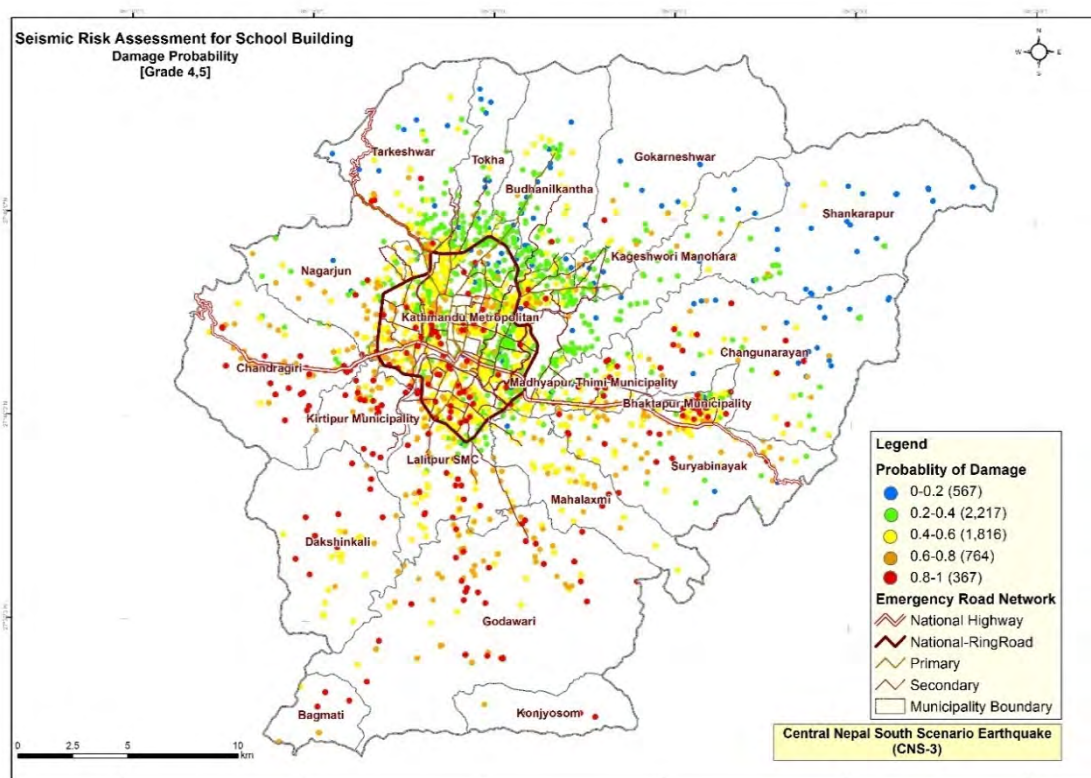 Seismic Risk Assessment for School Building
Damage Probability
[Grade 4,5]
N
W
E
S
Tarkeshwar
Tokha
Gokarneshwar
Budhanilkantha
Shankarapur
Kageshwori Manohara
Nagarjun
Kathmandu Metropolitan
Changunarayan
Chandragiri
Madhyapur Thimi Municipality
Bhaktapur Municipality
Kirtipur Municipality
Lalitpur SMC
Suryabinayak
Mahalaxmi
Dakshinkali
Godawari
Bagmati
Konjyosom
Legend
Probablity of Damage
0-0.2 (567)
0.2-0.4 (2,217)
0.4-0.6 (1,816)
0.6-0.8 (764)
0.8-1 (367)
Emergency Road Network
National Highway
National-RingRoad
Primary
Secondary
Municipality Boundary
Central Nepal South Scenario Earthquake
(CNS-3)
0 2.5 5 10
km